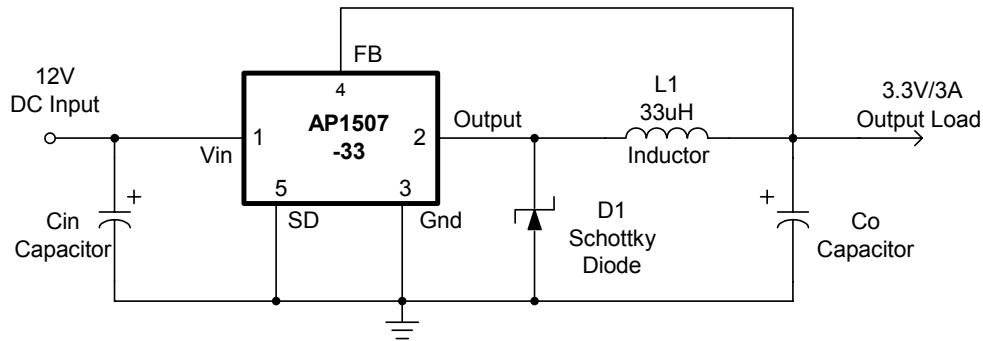 FB
12V
DC Input
4
AP1507
-33
1
2
Vin
Output
5
3
SD
Gnd
L1
33uH
Inductor
3.3V/3A
Output Load
+
Cin
Capacitor
D1
Schottky
Diode
+
Co
Capacitor